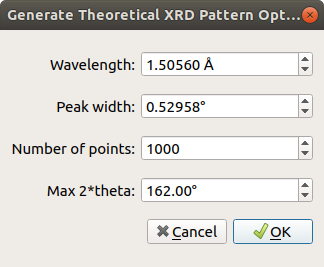 Generate Theoretical XRD Pattern Opt...
Wavelength: 1.50560 Å
Peak width: 0.52958°
Number of points: 1000
Max 2*theta: 162.00°
Cancel OK